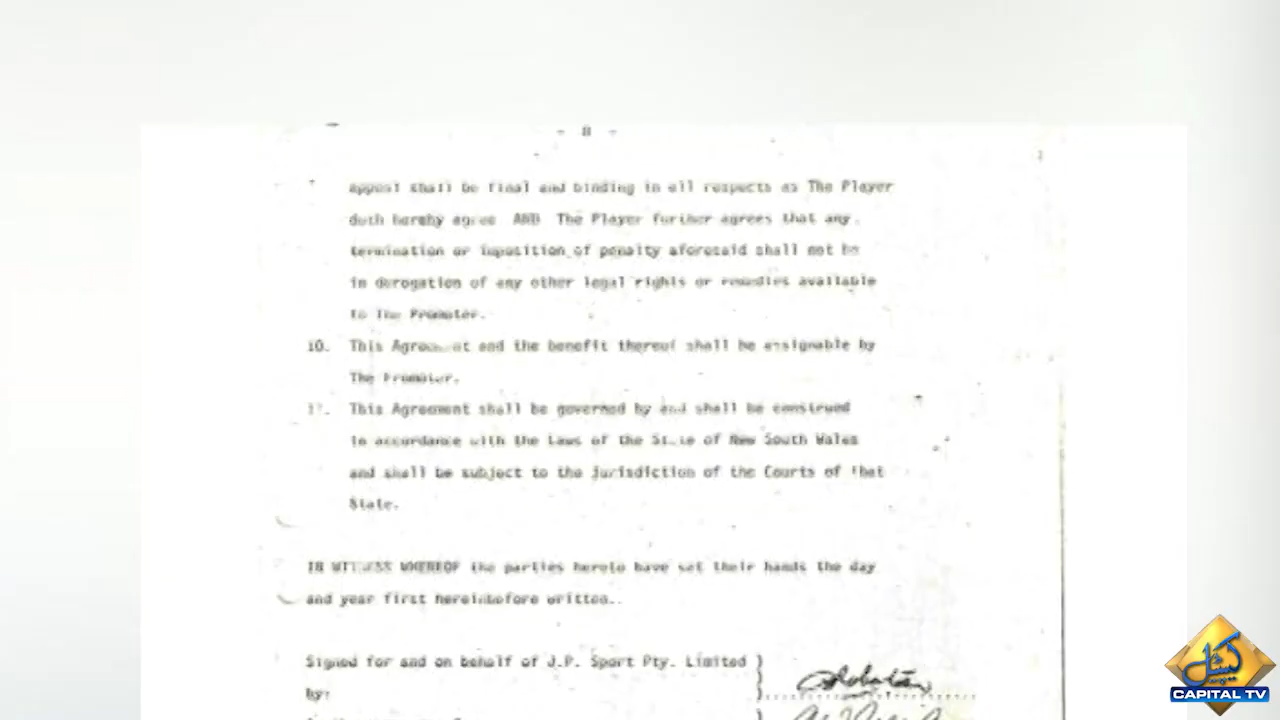 - 8 -
appeal shall be final and binding in all respects as The Player
doth hereby agree AND The Player further agrees that any
termination or imposition of penalty aforesaid shall not be
in derogation of any other legal rights or remedies available
to The Promoter.
10. This Agreement and the benefit thereof shall be assignable by
The Promoter.
11. This Agreement shall be governed by and shall be construed
in accordance with the Laws of the State of New South Wales
and shall be subject to the jurisdiction of the Courts of that
State.
IN WITNESS WHEREOF the parties hereto have set their hands the day
and year first hereinbefore written..
Signed for and on behalf of J.P. Sport Pty. Limited }
by:
کیپیٹل
CAPITAL TV